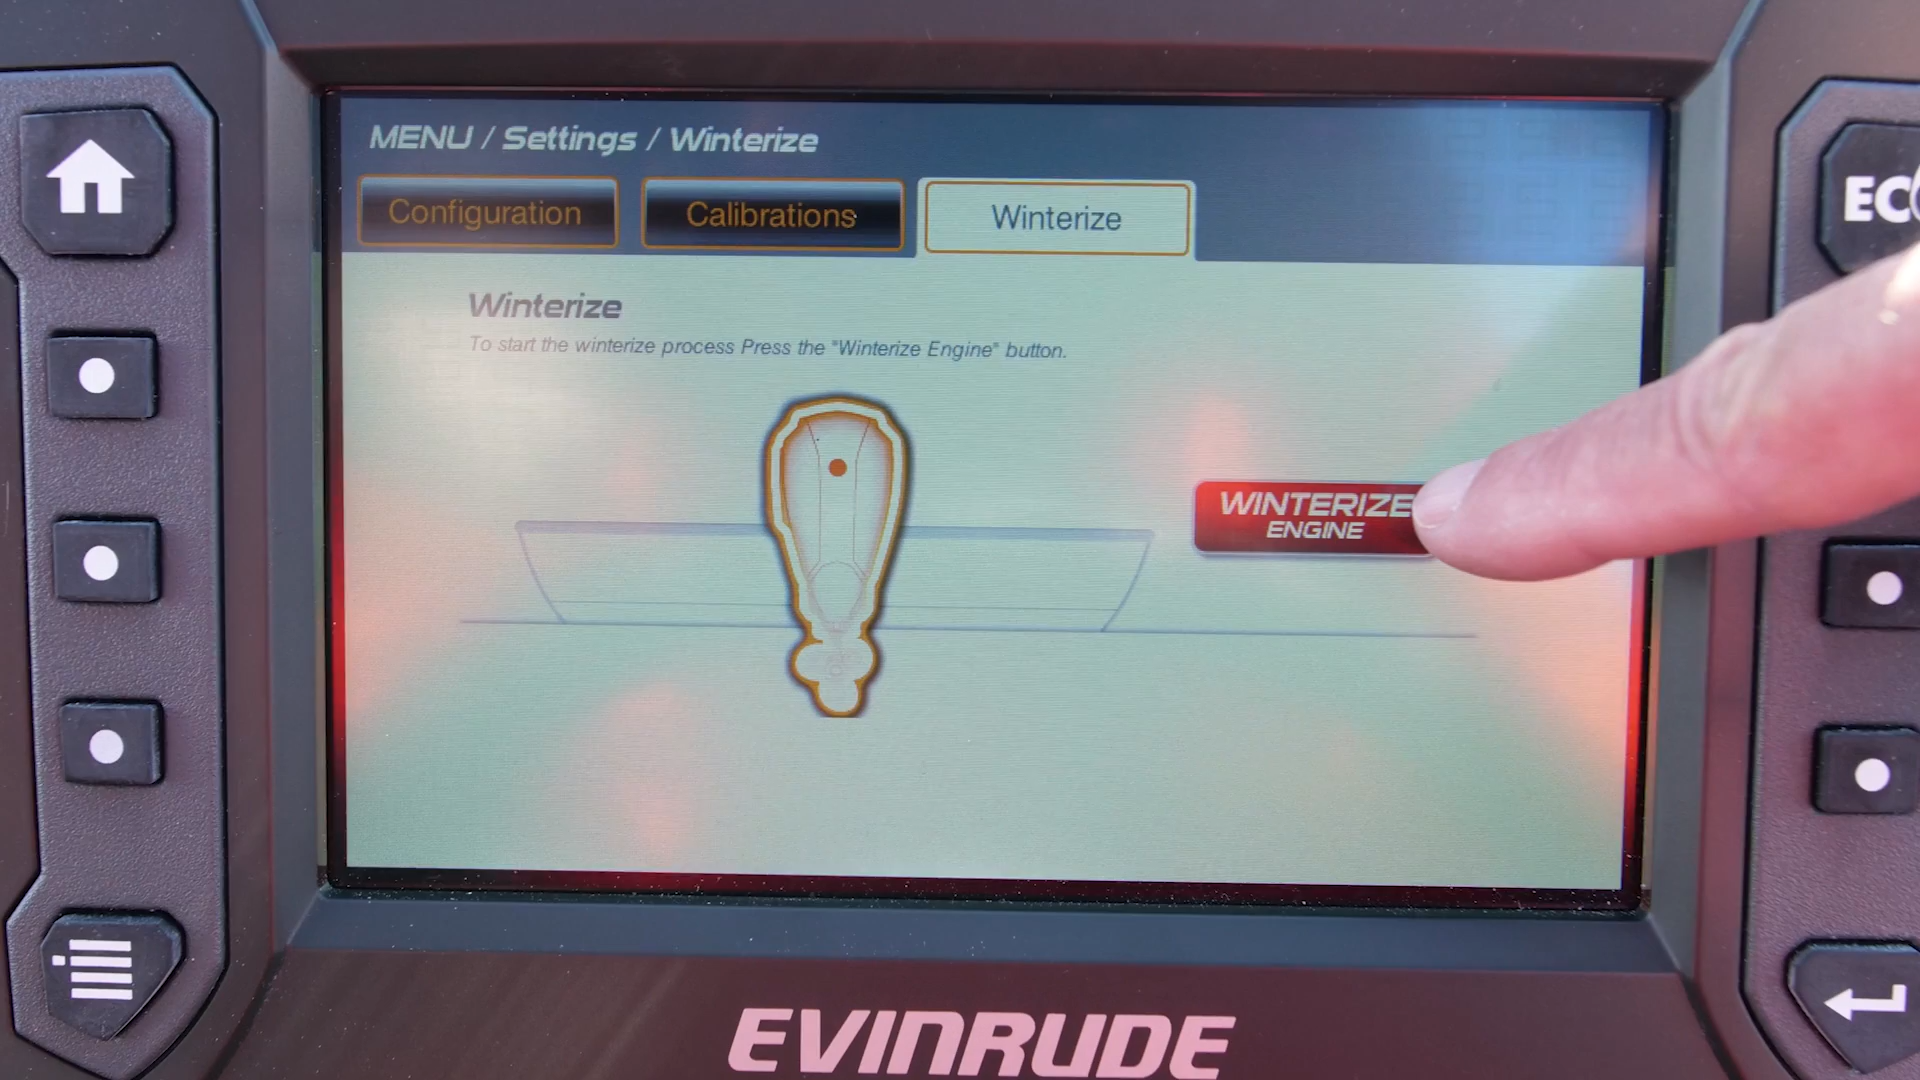 MENU / Settings / Winterize
Configuration
Calibrations
Winterize
Winterize
To start the winterize process Press the "Winterize Engine" button.
WINTERIZE
ENGINE
EVINRUDE